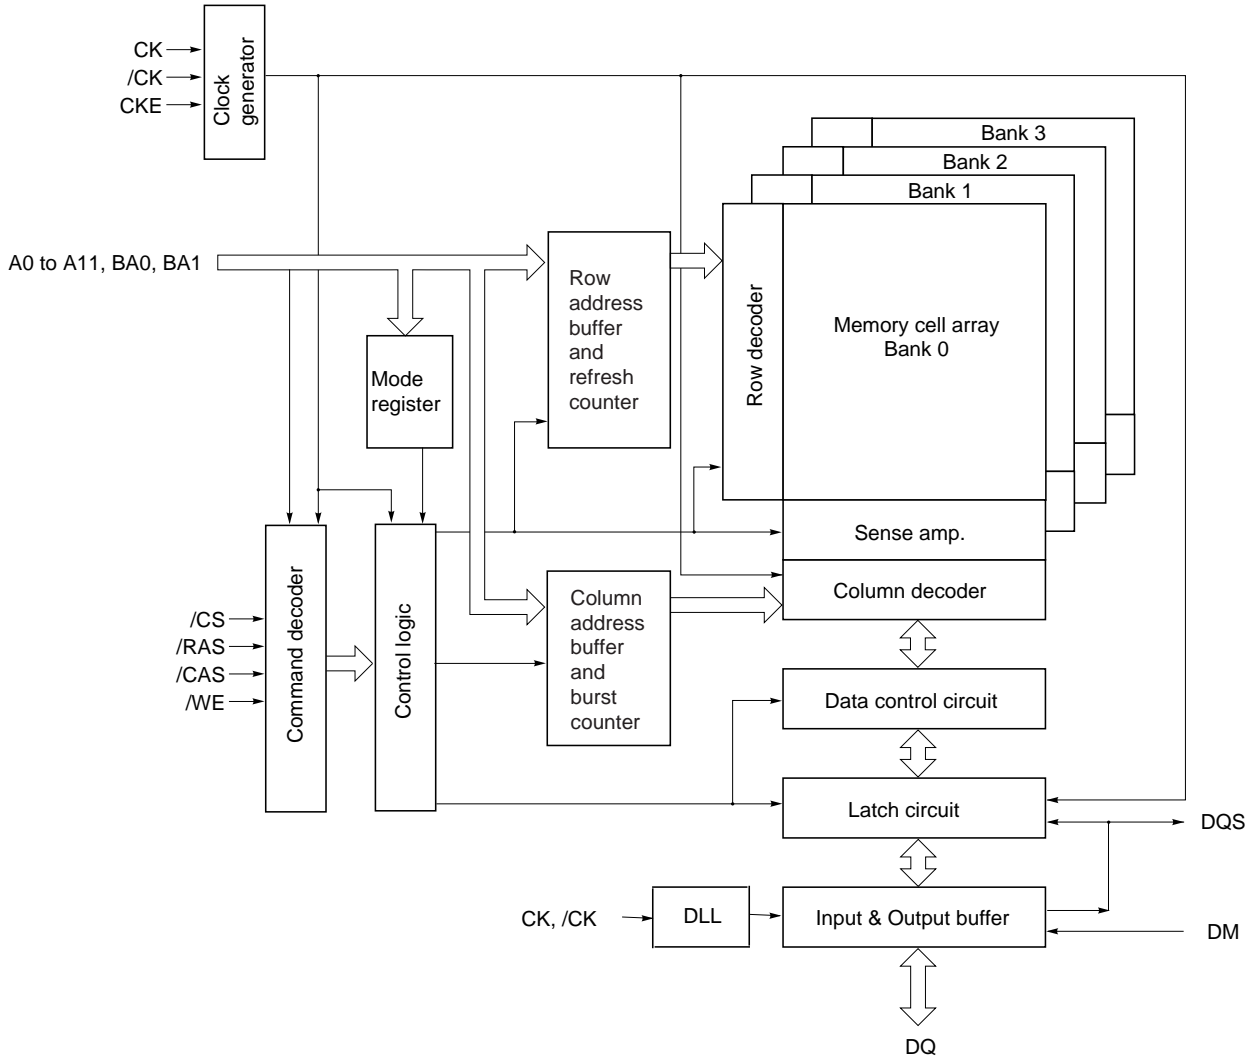 CK
/CK
CKE
Clock
generator
Bank 3
Bank 2
Bank 1
A0 to A11, BA0, BA1
Row
address
buffer
and
refresh
counter
Row decoder
Memory cell array
Bank 0
Mode
register
Sense amp.
Column decoder
/CS
/RAS
/CAS
/WE
Command decoder
Control logic
Column
address
buffer
and
burst
counter
Data control circuit
Latch circuit
DQS
CK, /CK
DLL
Input & Output buffer
DM
DQ